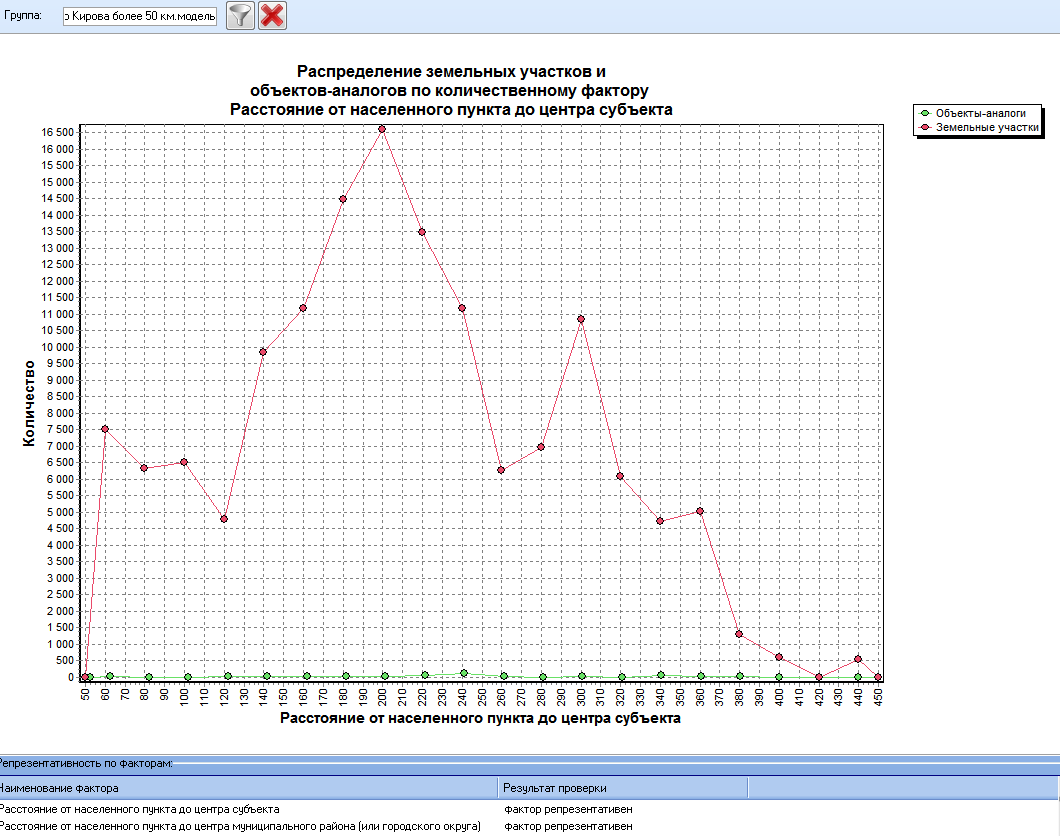 Группа:
о Кирова более 50 км.модель
Распределение земельных участков и
объектов-аналогов по количественному фактору
Расстояние от населенного пункта до центра субъекта
Объекты-аналоги
Земельные участки
16 500
16 000
15 500
15 000
14 500
14 000
13 500
13 000
12 500
12 000
11 500
11 000
10 500
10 000
9 500
9 000
8 500
8 000
7 500
7 000
6 500
6 000
5 500
5 000
4 500
4 000
3 500
3 000
2 500
2 000
1 500
1 000
500
0
Количество
50 60 70 80 90 100 110 120 130 140 150 160 170 180 190 200 210 220 230 240 250 260 270 280 290 300 310 320 330 340 350 360 370 380 390 400 410 420 430 440 450
Расстояние от населенного пункта до центра субъекта
Репрезентативность по факторам:
Наименование фактора Результат проверки
Расстояние от населенного пункта до центра субъекта фактор репрезентативен
Расстояние от населенного пункта до центра муниципального района (или городского округа) фактор репрезентативен